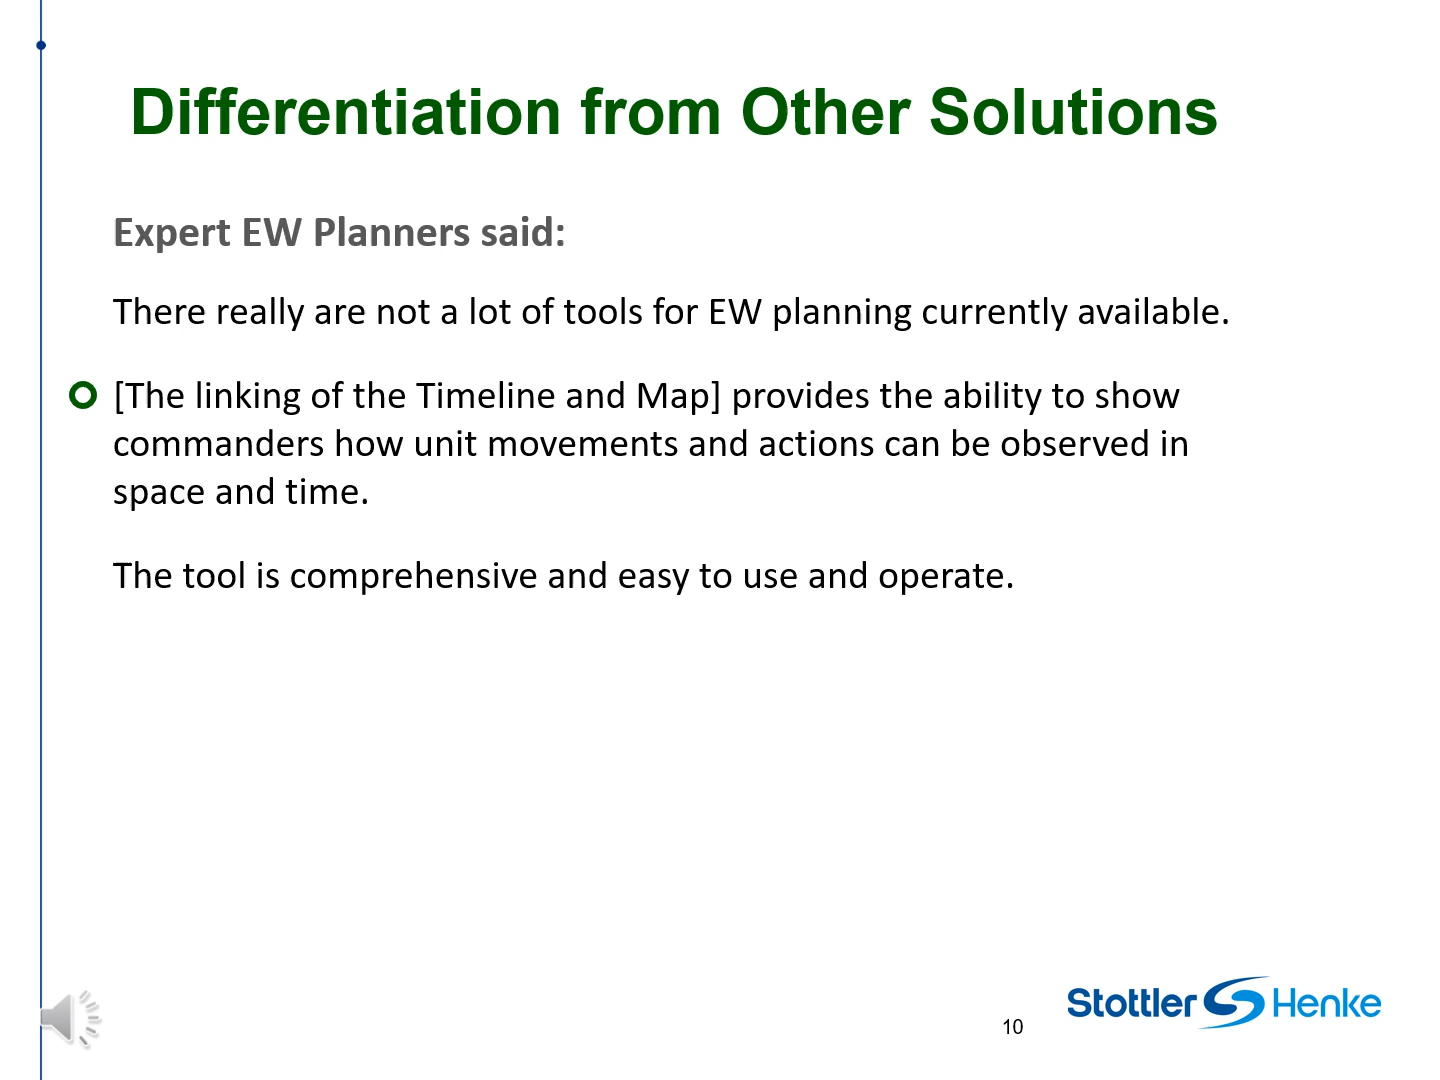 Differentiation from Other Solutions
Expert EW Planners said:
There really are not a lot of tools for EW planning currently available.
[The linking of the Timeline and Map] provides the ability to show
commanders how unit movements and actions can be observed in
space and time.
The tool is comprehensive and easy to use and operate.
10
Stottler Henke